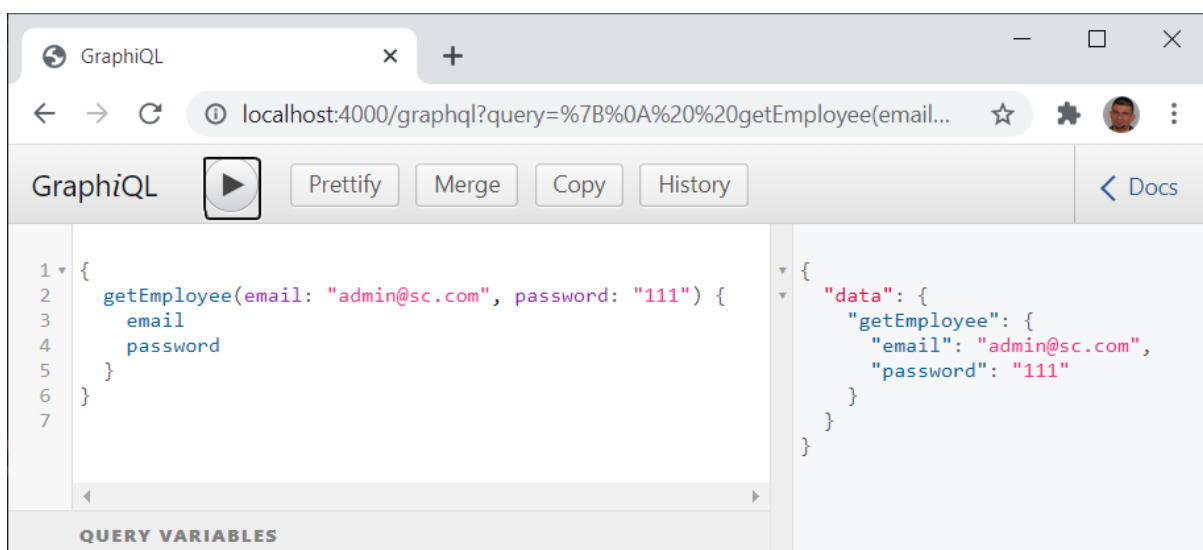 GraphiQL
localhost:4000/graphql?query=%7B%0A%20%20getEmployee(email...
GraphiQL Prettify Merge Copy History Docs
1 {
2 getEmployee(email: "admin@sc.com", password: "111") {
3 email
4 password
5 }
6 }
7
{
"data": {
"getEmployee": {
"email": "admin@sc.com",
"password": "111"
}
}
}
QUERY VARIABLES